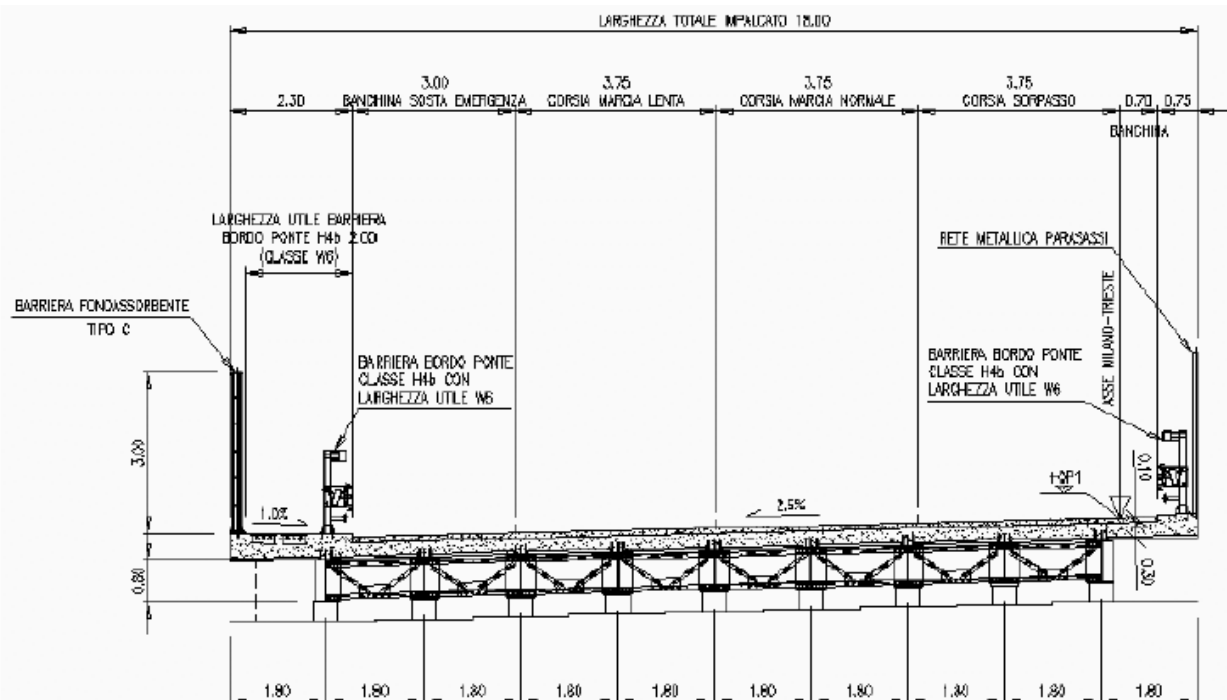 LARGHEZZA TOTALE IMPALCATO 18.00
2.30
3.00
BANCHINA SOSTA EMERGENZA
3.75
CORSIA MARCIA LENTA
3.75
CORSIA MARCIA NORMALE
3.75
CORSIA SORPASSO
0.70
0.75
BANCHINA
LARGHEZZA UTILE BARRIERA
BORDO PONTE H4b 2.00
(CLASSE W6)
RETE METALLICA PARASASSI
BARRIERA FONOASSORBENTE
TIPO C
BARRIERA BORDO PONTE
CLASSE H4b CON
LARGHEZZA UTILE W6
BARRIERA BORDO PONTE
CLASSE H4b CON
LARGHEZZA UTILE W6
ASSE MILANO-TRIESTE
3.00
1.0%
2.5%
0.10
0.30
1.80
1.80
1.80
1.80
1.80
1.80
1.80
1.80
1.80
1.80